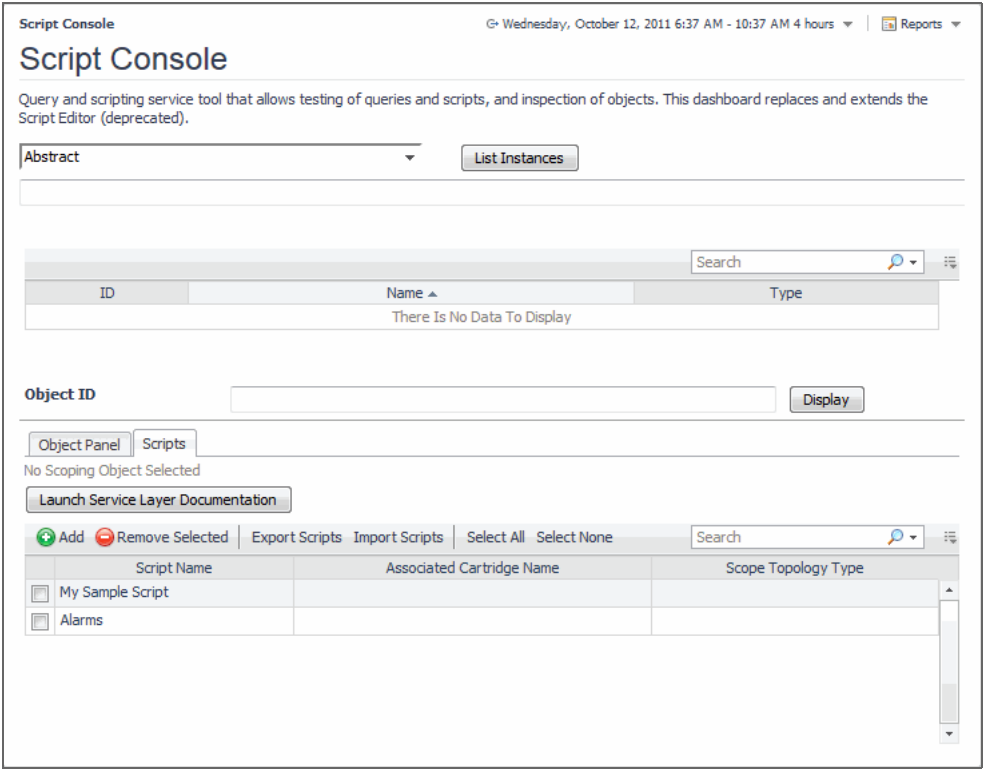 Script Console
Wednesday, October 12, 2011 6:37 AM - 10:37 AM 4 hours
Reports
Script Console
Query and scripting service tool that allows testing of queries and scripts, and inspection of objects. This dashboard replaces and extends the
Script Editor (deprecated).
Abstract
List Instances
Search
ID
Name
Type
There Is No Data To Display
Object ID
Display
Object Panel
Scripts
No Scoping Object Selected
Launch Service Layer Documentation
Add
Remove Selected
Export Scripts
Import Scripts
Select All
Select None
Search
Script Name
Associated Cartridge Name
Scope Topology Type
My Sample Script
Alarms